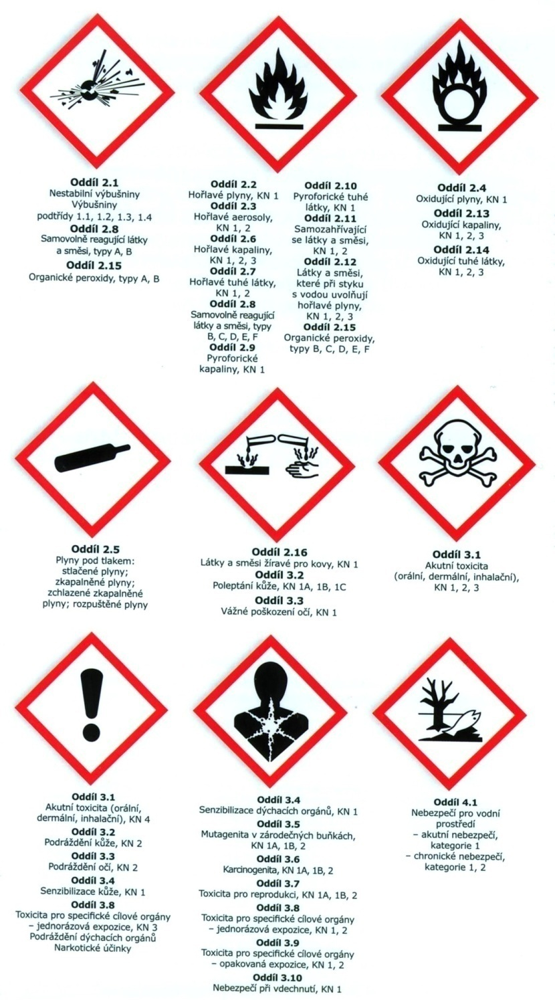 Oddíl 2.1
Nestabilní výbušniny
Výbušniny
podtřídy 1.1, 1.2, 1.3, 1.4
Oddíl 2.8
Samovolně reagující látky
a směsi, typy A, B
Oddíl 2.15
Organické peroxidy, typy A, B
Oddíl 2.2
Hořlavé plyny, KN 1
Oddíl 2.3
Hořlavé aerosoly,
KN 1, 2
Oddíl 2.6
Hořlavé kapaliny,
KN 1, 2, 3
Oddíl 2.7
Hořlavé tuhé látky,
KN 1, 2
Oddíl 2.8
Samovolně reagující
látky a směsi, typy
B, C, D, E, F
Oddíl 2.9
Pyroforické
kapaliny, KN 1
Oddíl 2.10
Pyroforické tuhé
látky, KN 1
Oddíl 2.11
Samozahřívající
se látky a směsi,
KN 1, 2
Oddíl 2.12
Látky a směsi,
které při styku
s vodou uvolňují
hořlavé plyny,
KN 1, 2, 3
Oddíl 2.15
Organické peroxidy,
typy B, C, D, E, F
Oddíl 2.4
Oxidující plyny, KN 1
Oddíl 2.13
Oxidující kapaliny,
KN 1, 2, 3
Oddíl 2.14
Oxidující tuhé látky,
KN 1, 2, 3
Oddíl 2.5
Plyny pod tlakem:
stlačené plyny;
zkapalněné plyny;
zchlazené zkapalněné
plyny; rozpuštěné plyny
Oddíl 2.16
Látky a směsi žíravé pro kovy, KN 1
Oddíl 3.2
Poleptání kůže, KN 1A, 1B, 1C
Oddíl 3.3
Vážné poškození očí, KN 1
Oddíl 3.1
Akutní toxicita
(orální, dermální, inhalační),
KN 1, 2, 3
Oddíl 3.1
Akutní toxicita (orální,
dermální, inhalační), KN 4
Oddíl 3.2
Podráždění kůže, KN 2
Oddíl 3.3
Podráždění očí, KN 2
Oddíl 3.4
Senzibilizace kůže, KN 1
Oddíl 3.8
Toxicita pro specifické cílové orgány
– jednorázová expozice, KN 3
Podráždění dýchacích orgánů
Narkotické účinky
Oddíl 3.4
Senzibilizace dýchacích orgánů, KN 1
Oddíl 3.5
Mutagenita v zárodečných buňkách,
KN 1A, 1B, 2
Oddíl 3.6
Karcinogenita, KN 1A, 1B, 2
Oddíl 3.7
Toxicita pro reprodukci, KN 1A, 1B, 2
Oddíl 3.8
Toxicita pro specifické cílové orgány
– jednorázová expozice, KN 1, 2
Oddíl 3.9
Toxicita pro specifické cílové orgány
– opakovaná expozice, KN 1, 2
Oddíl 3.10
Nebezpečí při vdechnutí, KN 1
Oddíl 4.1
Nebezpečí pro vodní
prostředí
– akutní nebezpečí,
kategorie 1
– chronické nebezpečí,
kategorie 1, 2